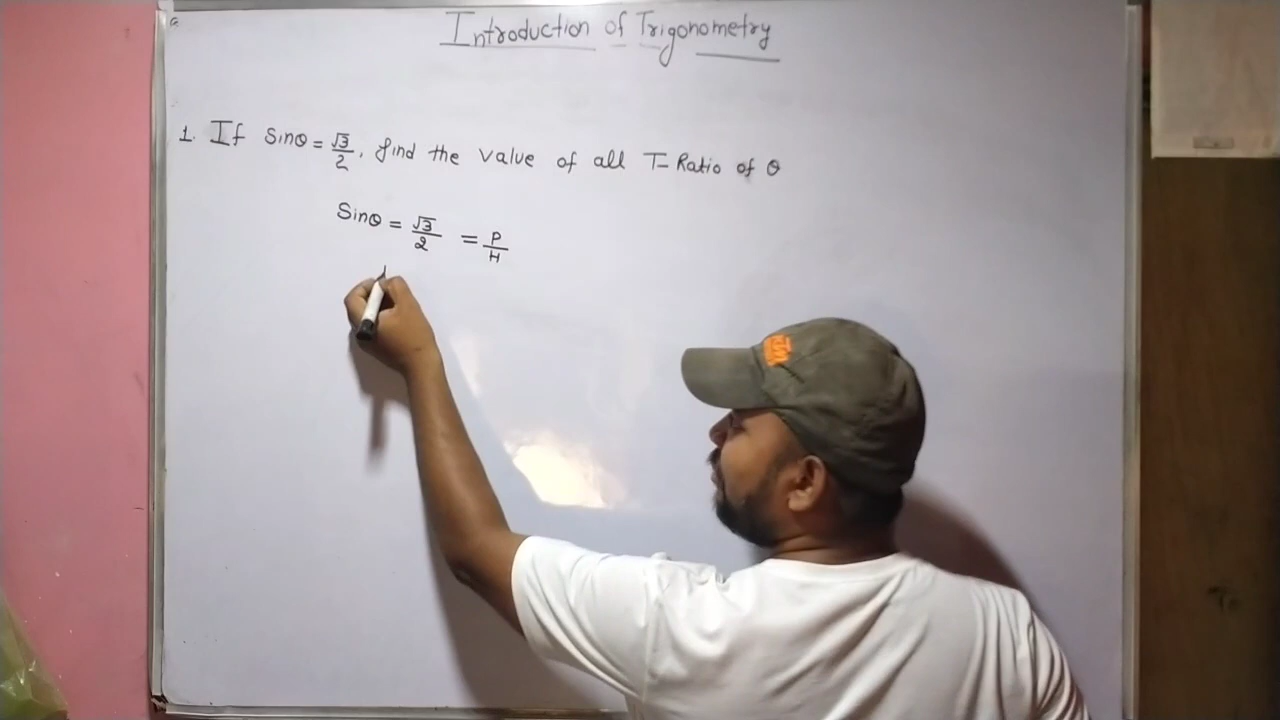 Introduction of Trigonometry
1. If Sinθ = √3/2, find the value of all T-Ratio of θ
Sinθ = √3/2 = P/H